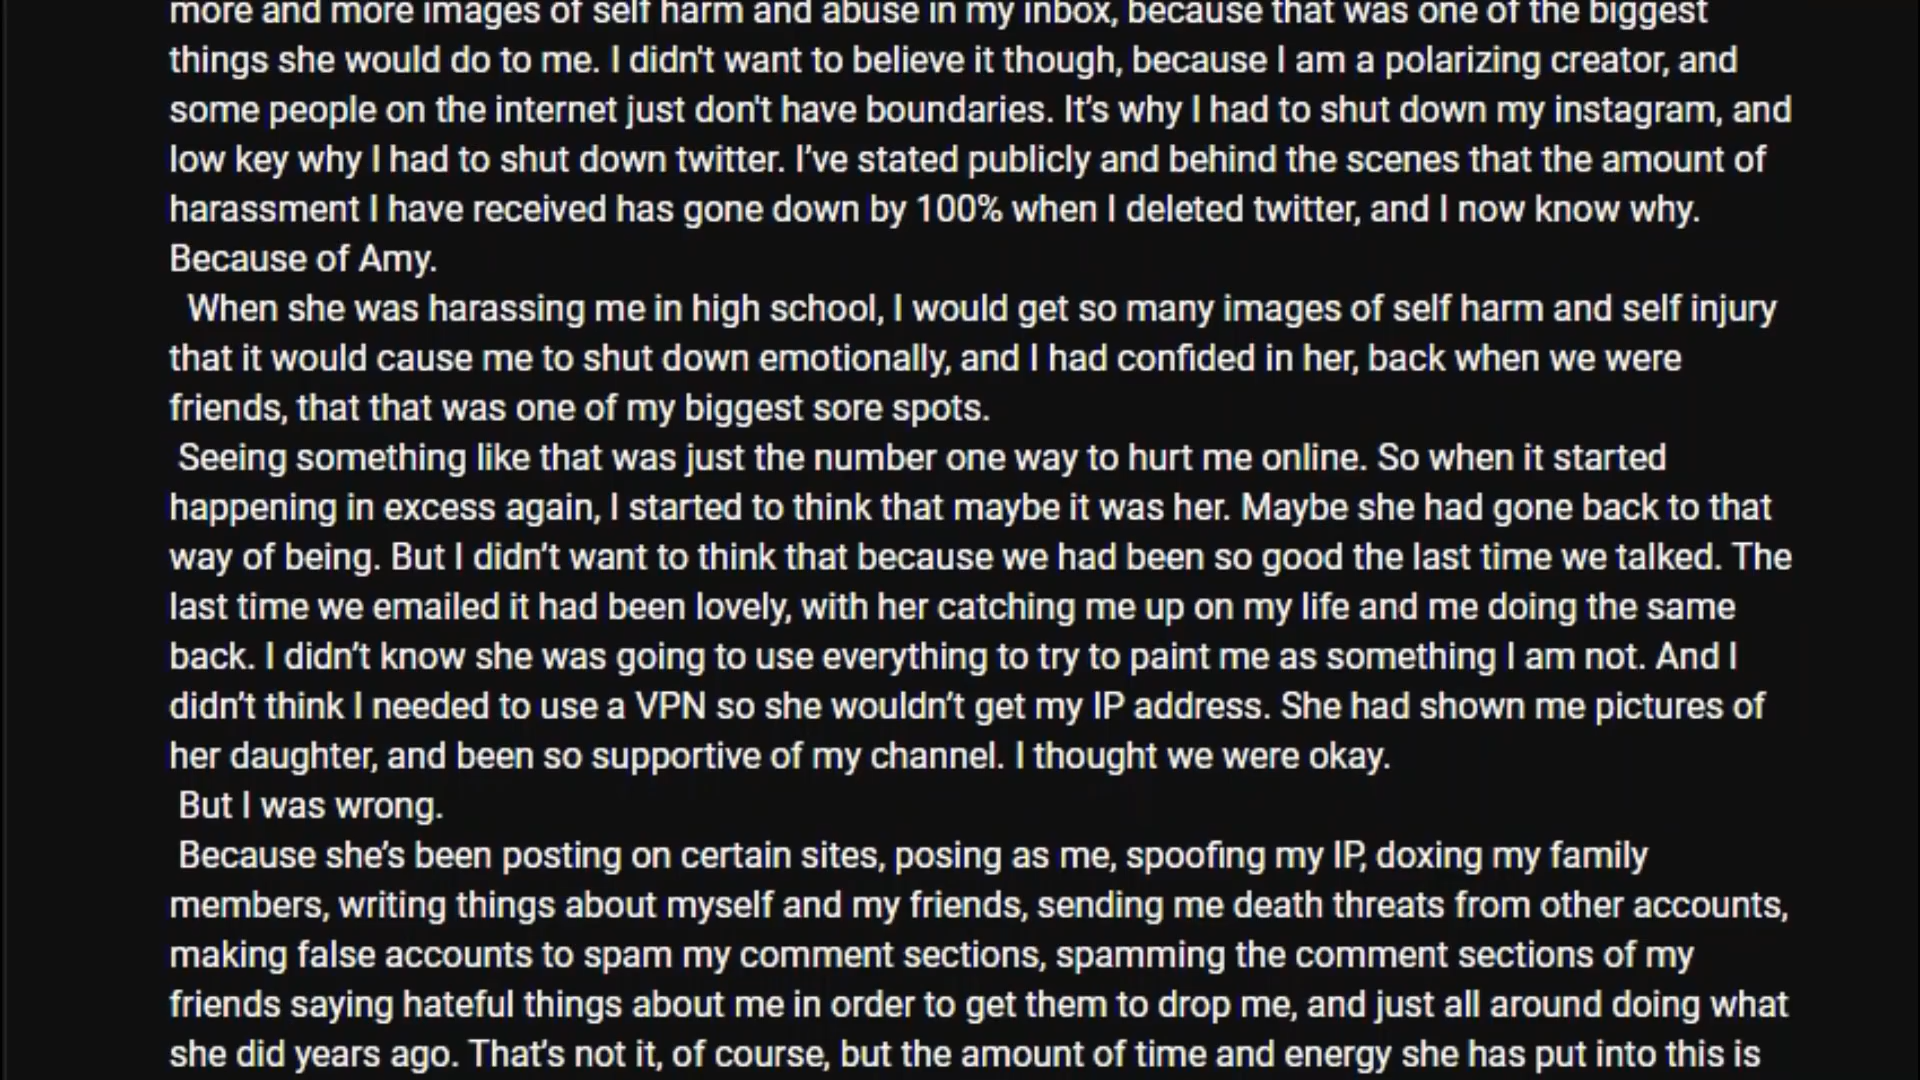 more and more images of self harm and abuse in my inbox, because that was one of the biggest
things she would do to me. I didn't want to believe it though, because I am a polarizing creator, and
some people on the internet just don't have boundaries. It’s why I had to shut down my instagram, and
low key why I had to shut down twitter. I’ve stated publicly and behind the scenes that the amount of
harassment I have received has gone down by 100% when I deleted twitter, and I now know why.
Because of Amy.
When she was harassing me in high school, I would get so many images of self harm and self injury
that it would cause me to shut down emotionally, and I had confided in her, back when we were
friends, that that was one of my biggest sore spots.
Seeing something like that was just the number one way to hurt me online. So when it started
happening in excess again, I started to think that maybe it was her. Maybe she had gone back to that
way of being. But I didn’t want to think that because we had been so good the last time we talked. The
last time we emailed it had been lovely, with her catching me up on my life and me doing the same
back. I didn’t know she was going to use everything to try to paint me as something I am not. And I
didn’t think I needed to use a VPN so she wouldn’t get my IP address. She had shown me pictures of
her daughter, and been so supportive of my channel. I thought we were okay.
But I was wrong.
Because she’s been posting on certain sites, posing as me, spoofing my IP, doxing my family
members, writing things about myself and my friends, sending me death threats from other accounts,
making false accounts to spam my comment sections, spamming the comment sections of my
friends saying hateful things about me in order to get them to drop me, and just all around doing what
she did years ago. That’s not it, of course, but the amount of time and energy she has put into this is